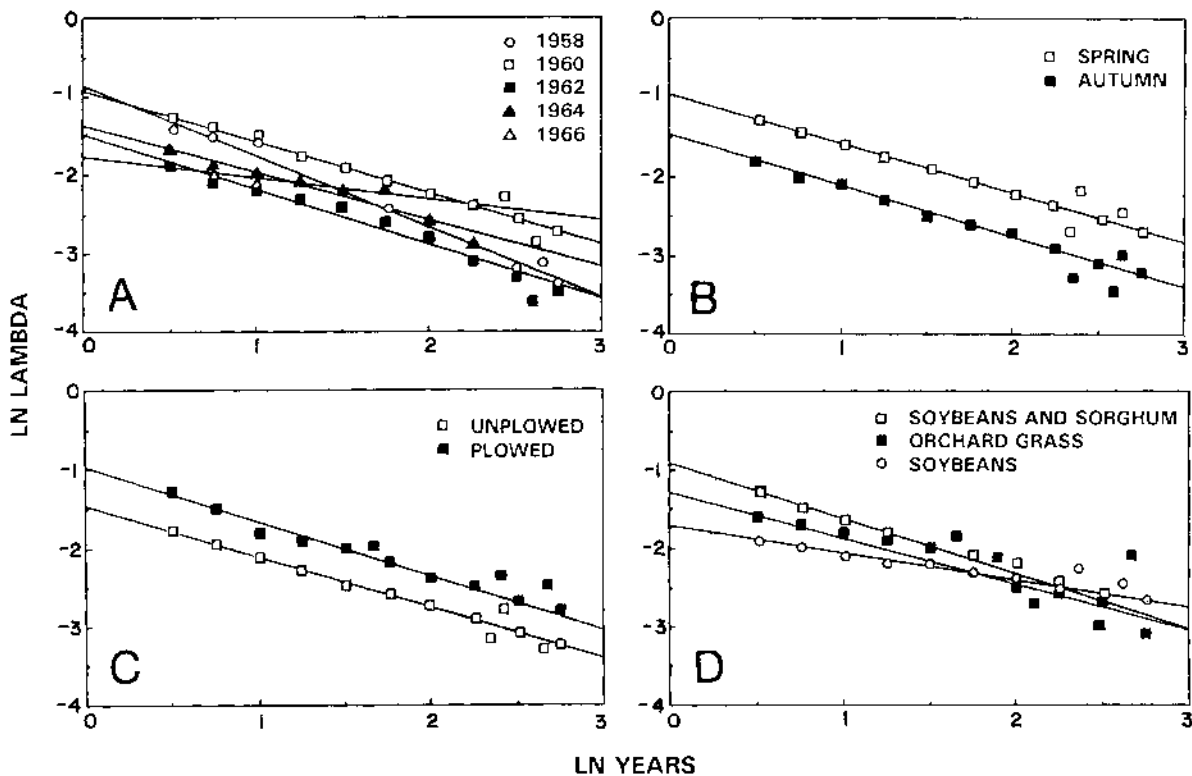 LN LAMBDA
-0
-1
-2
-3
-4
0 1 2 3
○ 1958
□ 1960
■ 1962
▲ 1964
△ 1966
A
-0
-1
-2
-3
-4
0 1 2 3
□ SPRING
■ AUTUMN
B
-0
-1
-2
-3
-4
0 1 2 3
□ UNPLOWED
■ PLOWED
C
-0
-1
-2
-3
-4
0 1 2 3
□ SOYBEANS AND SORGHUM
■ ORCHARD GRASS
○ SOYBEANS
D
LN YEARS